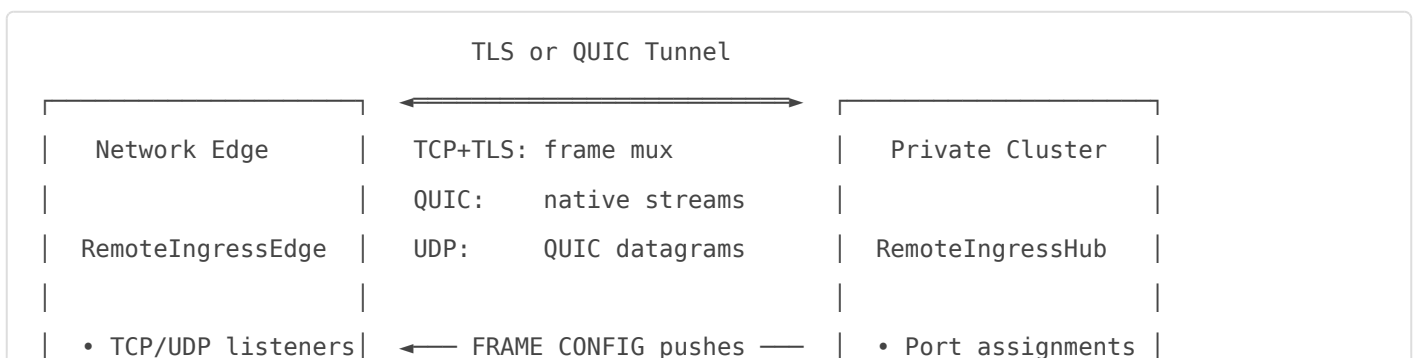 TLS or QUIC Tunnel
Network Edge TCP+TLS: frame mux Private Cluster
QUIC: native streams
RemoteIngressEdge UDP: QUIC datagrams RemoteIngressHub
• TCP/UDP listeners ◄── FRAME CONFIG pushes ── • Port assignments